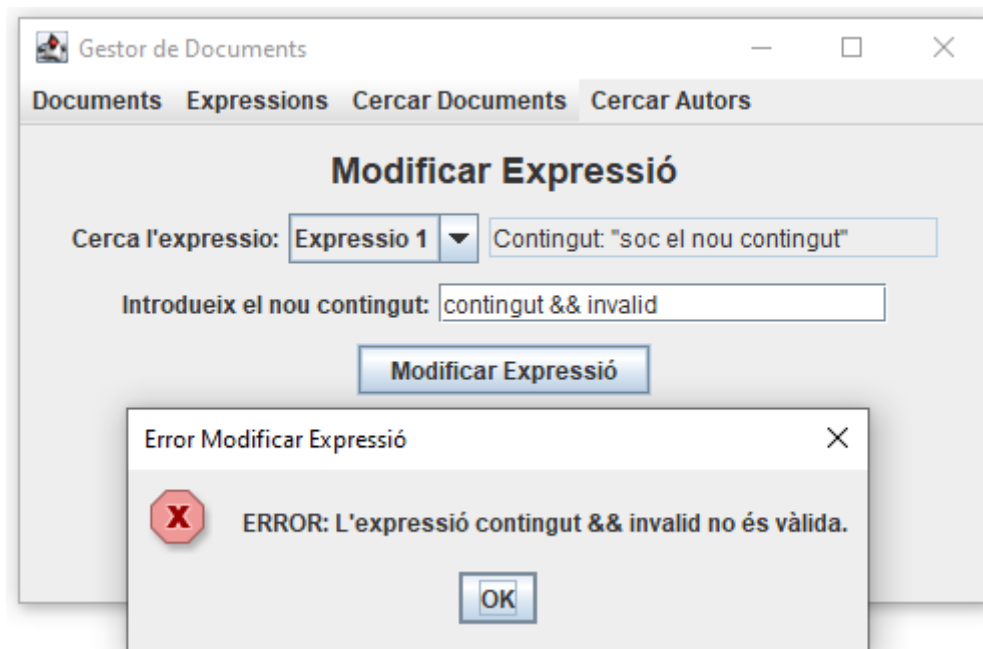 Gestor de Documents
Documents Expressions Cercar Documents Cercar Autors
Modificar Expressió
Cerca l'expressio: Expressio 1 Contingut: "soc el nou contingut"
Introdueix el nou contingut: contingut && invalid
Modificar Expressió
Error Modificar Expressió
ERROR: L'expressió contingut && invalid no és vàlida.
OK